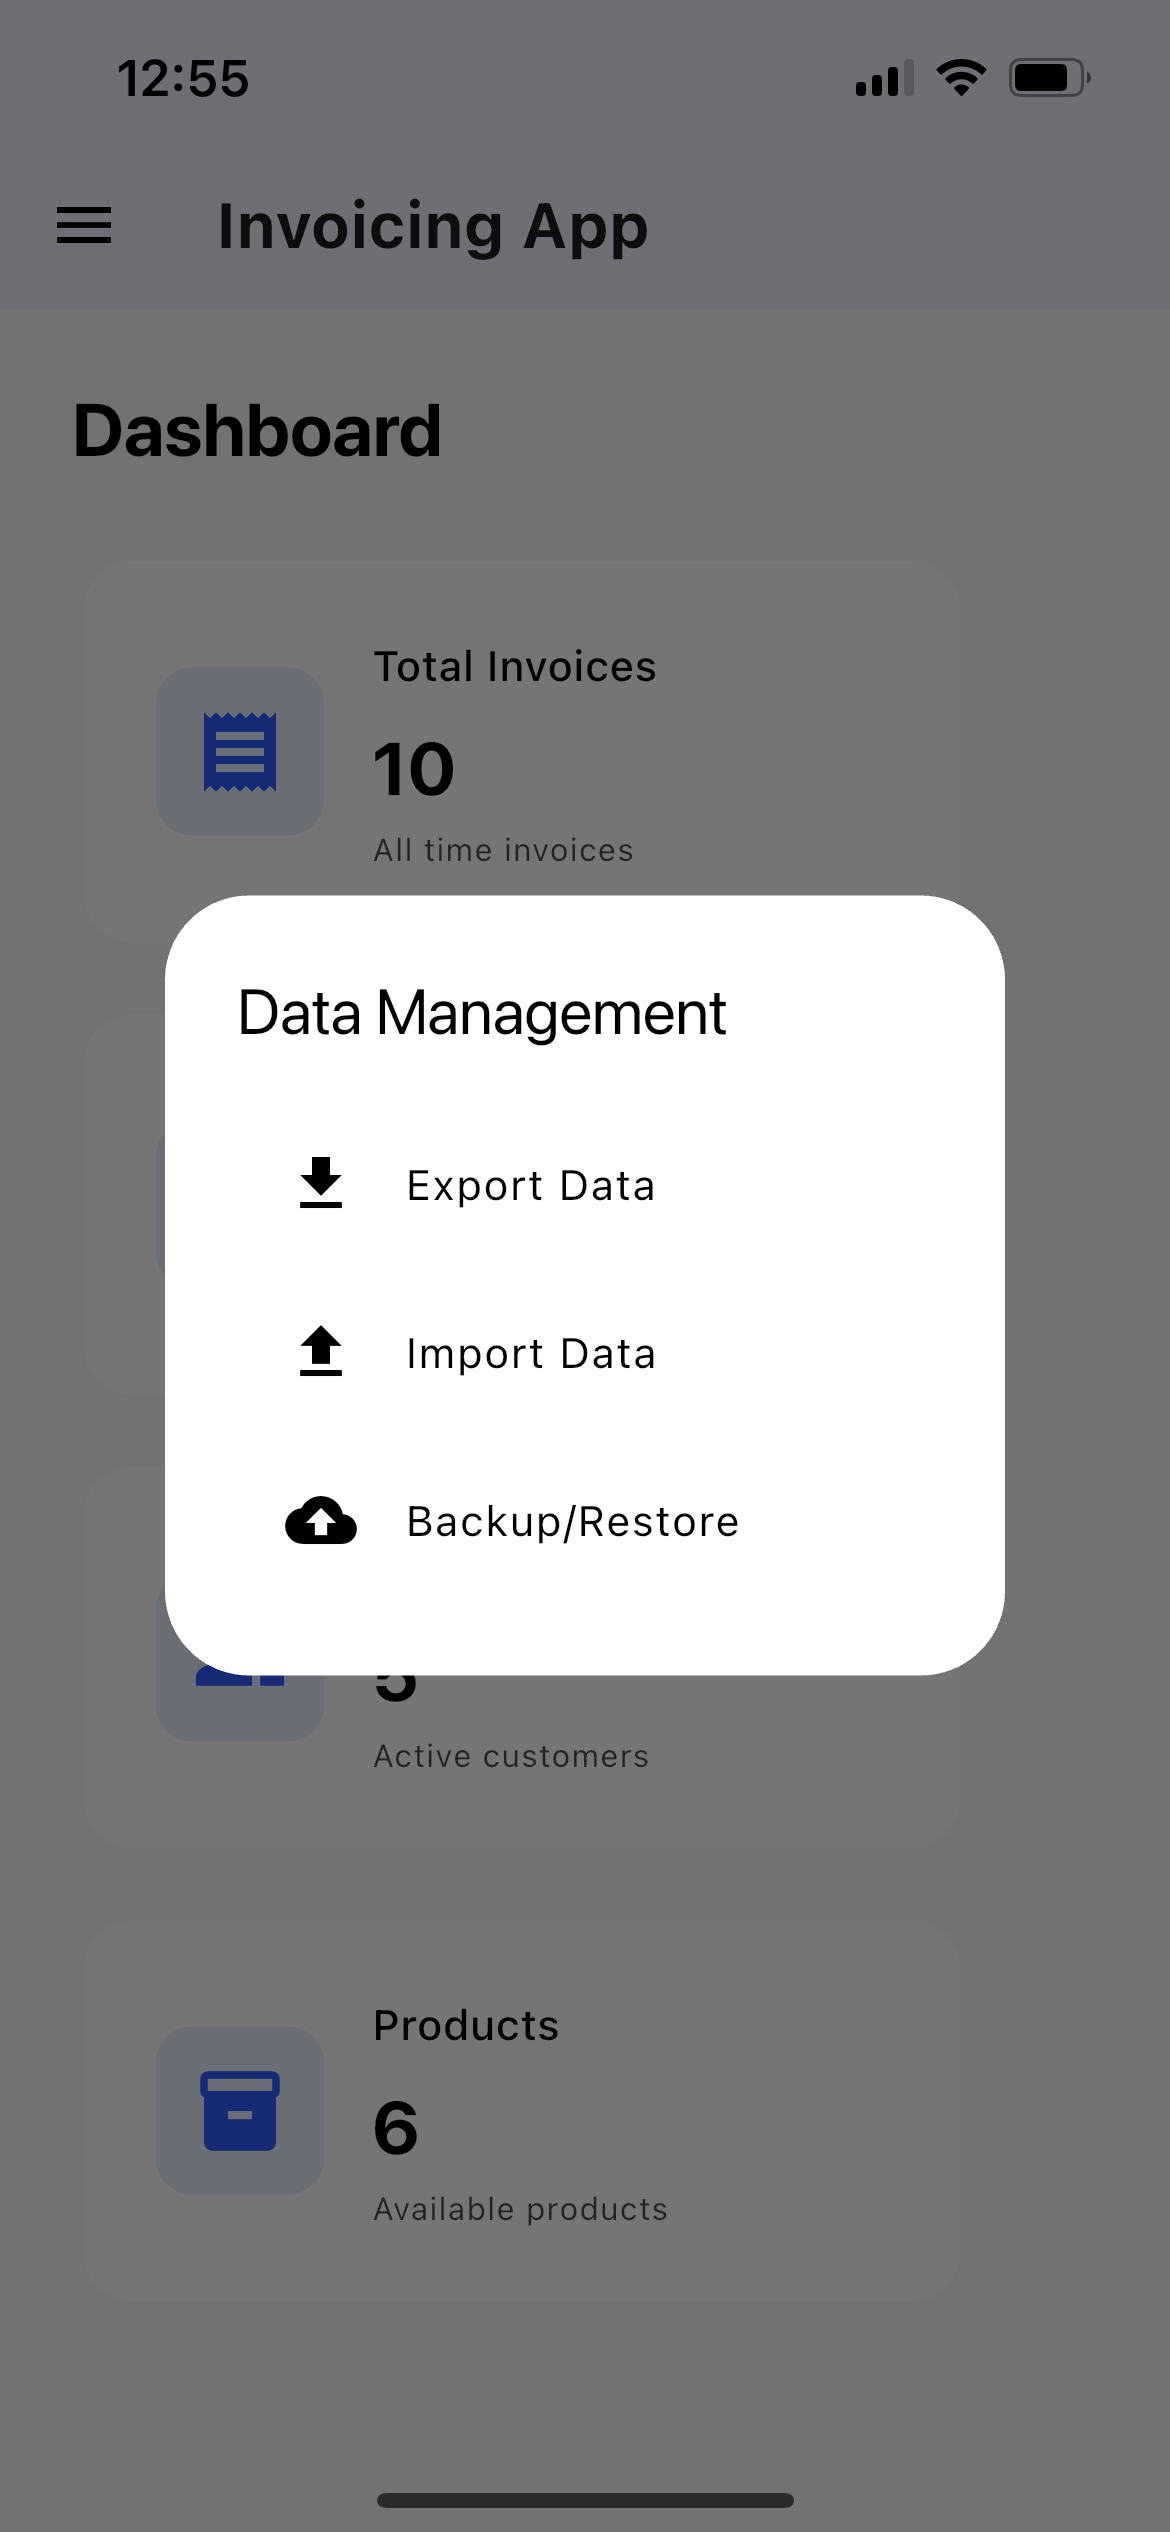 12:55
Invoicing App
Dashboard
Total Invoices
10
All time invoices
Data Management
Export Data
Import Data
Backup/Restore
5
Active customers
Products
6
Available products